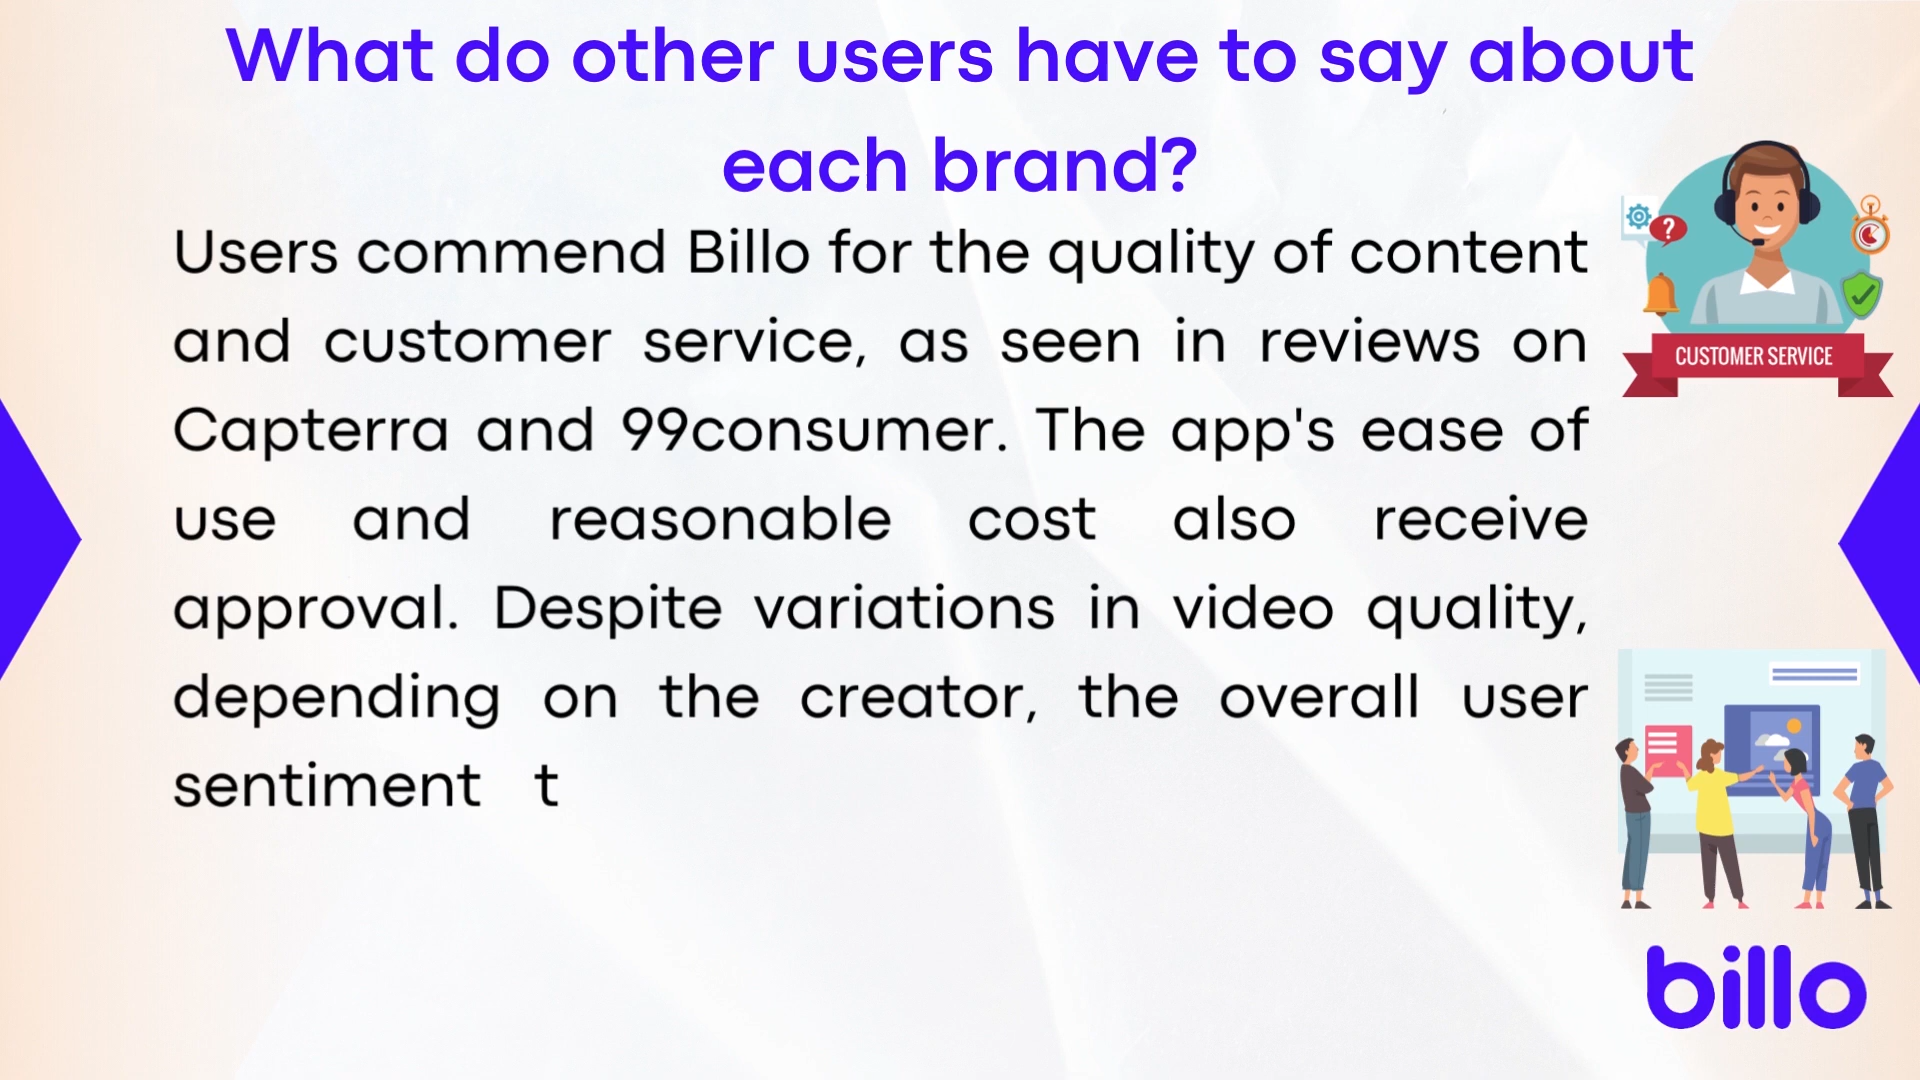 What do other users have to say about
each brand?
Users commend Billo for the quality of content
and customer service, as seen in reviews on
Capterra and 99consumer. The app's ease of
use and reasonable cost also receive
approval. Despite variations in video quality,
depending on the creator, the overall user
sentiment t
?
CUSTOMER SERVICE
billo